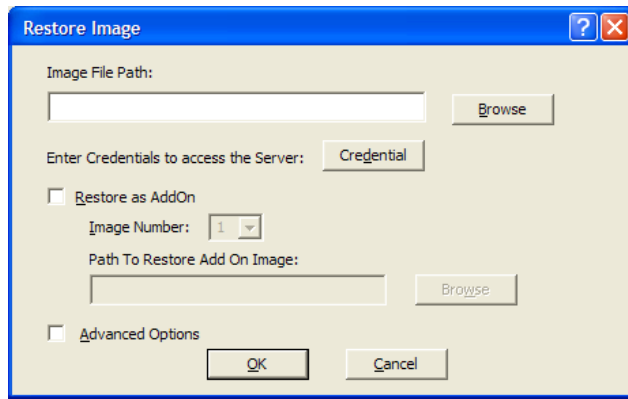 Restore Image
Image File Path:
Browse
Enter Credentials to access the Server: Credential
Restore as AddOn
Image Number: 1
Path To Restore Add On Image:
Browse
Advanced Options
OK Cancel